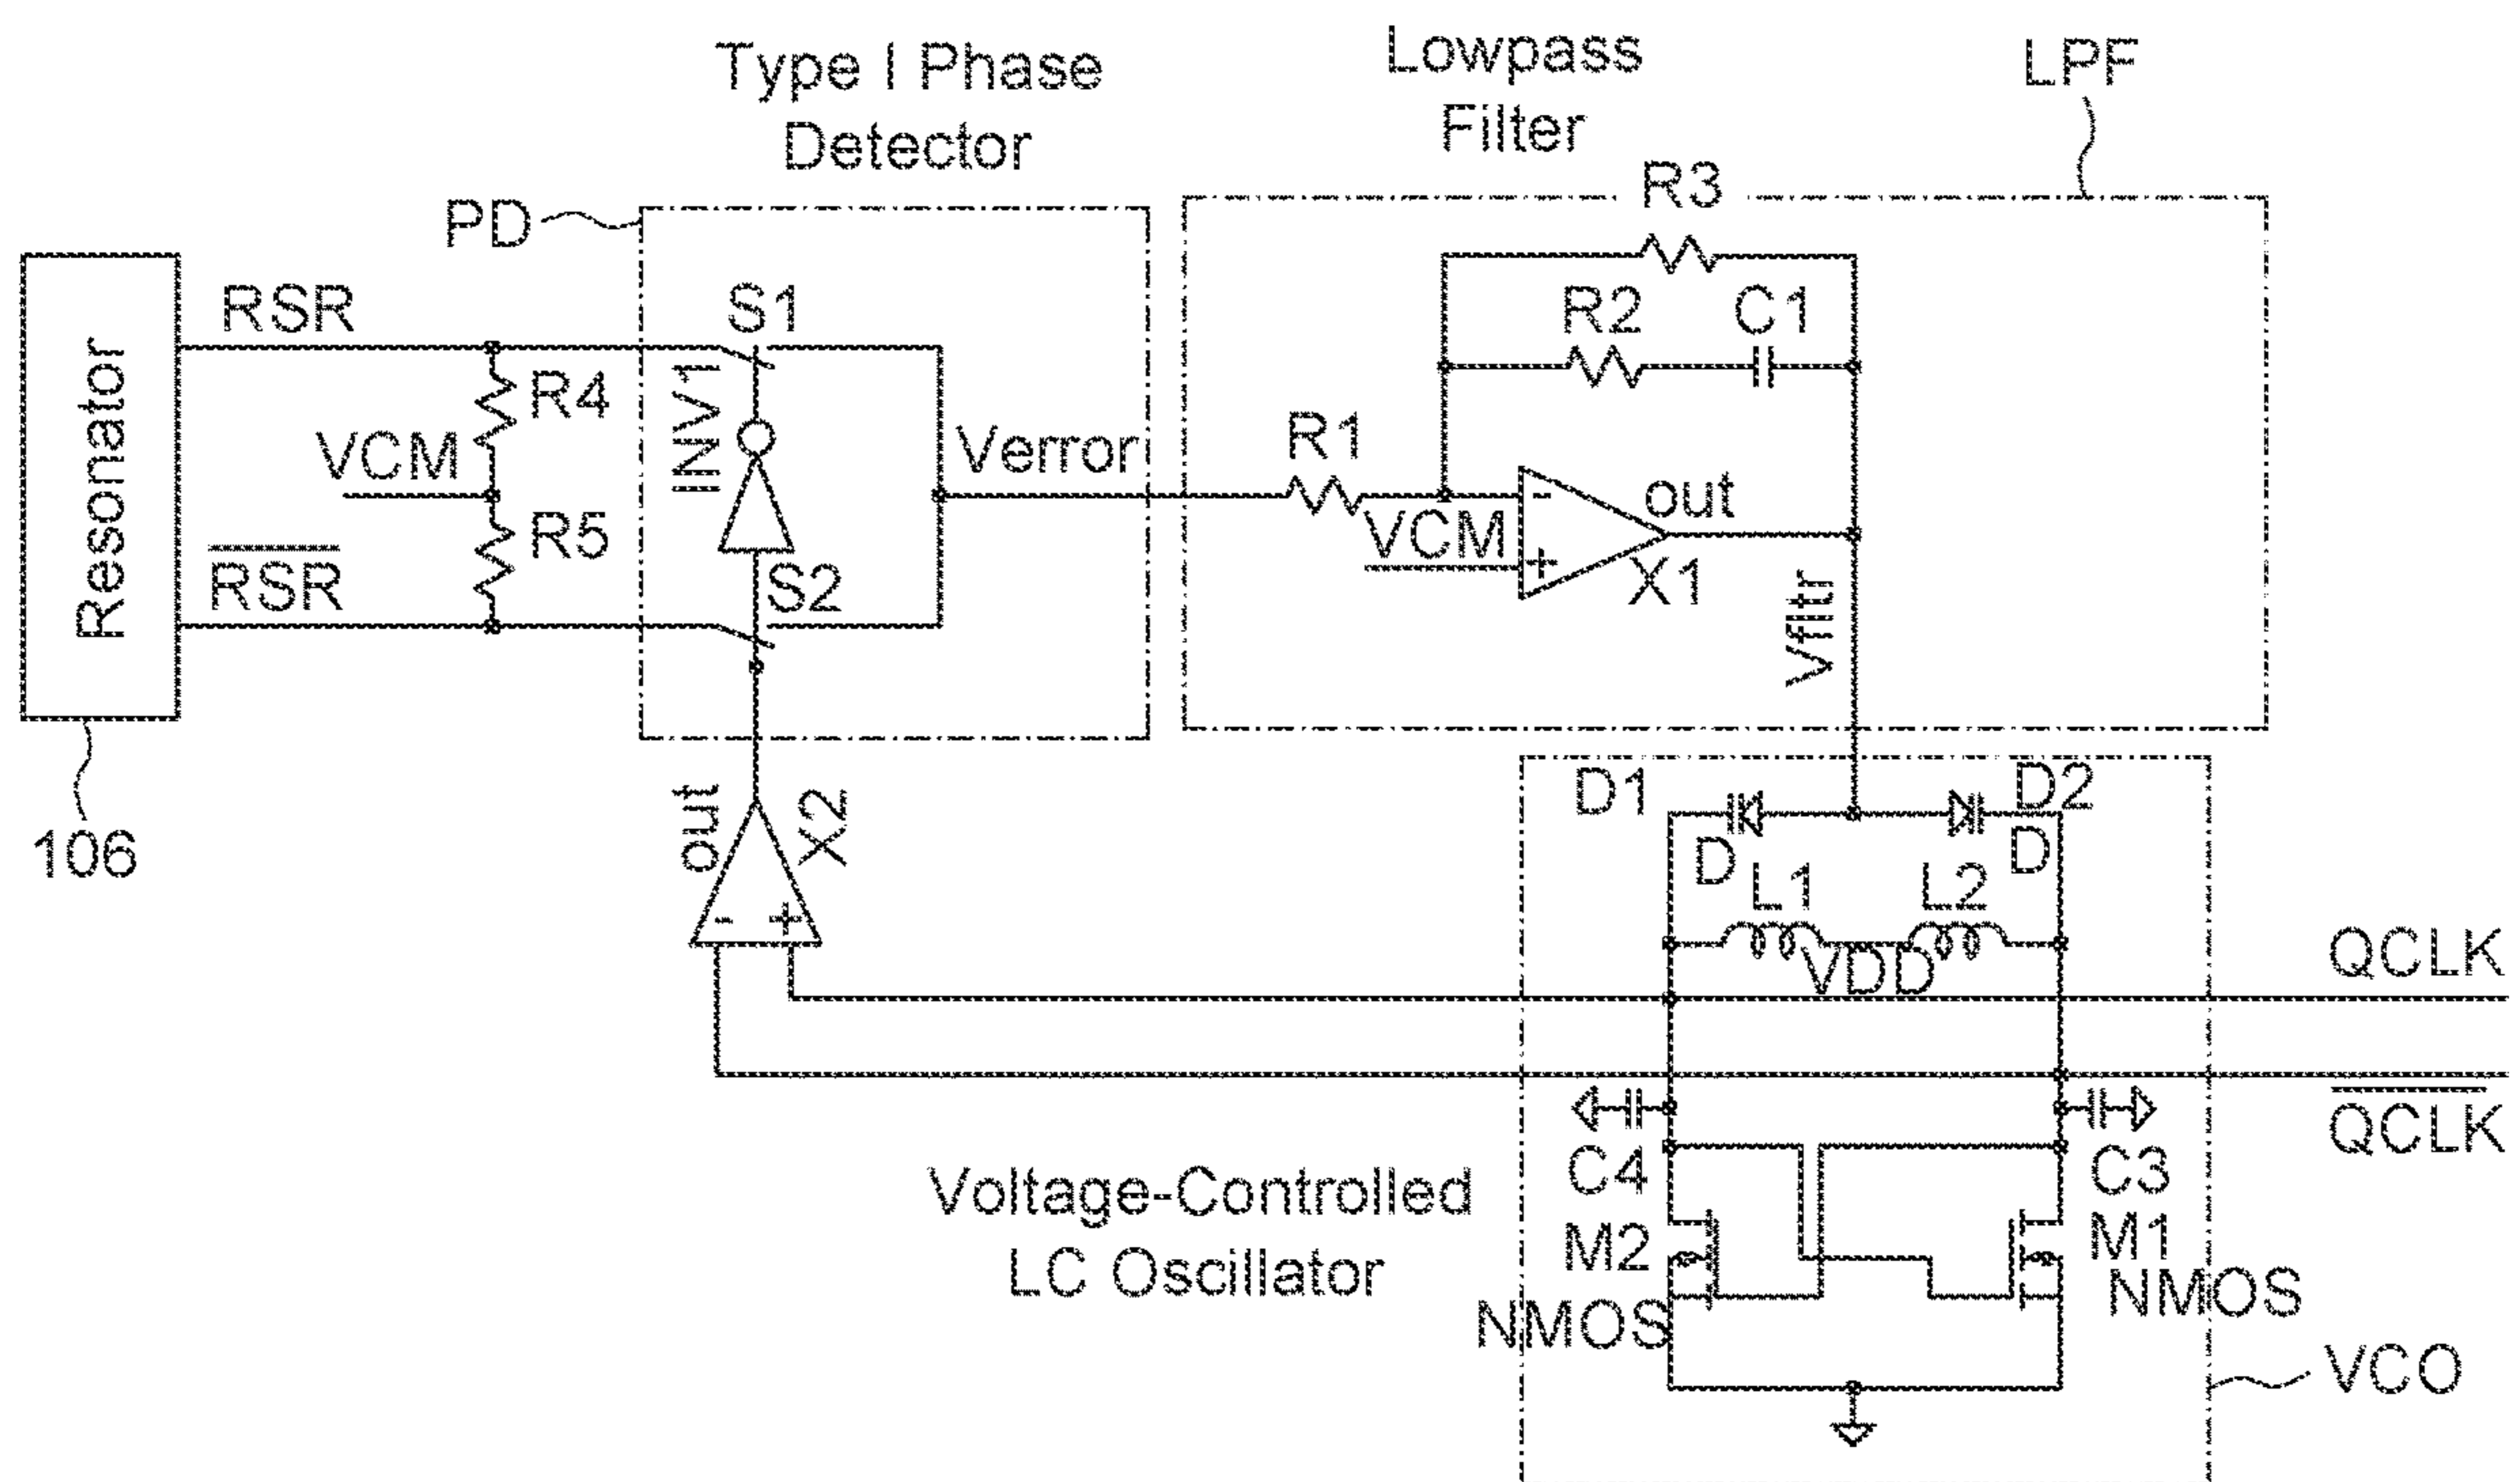 Type I Phase
Detector
Lowpass
Filter
LPF
PD
R3
RSR
S1
R2
C1
Resonator
R4
INV1
VCM
Verror
R1
R5
S2
RSR
-
VCM
+
out
X1
Vfltr
106
out
X2
-
+
D1
D2
D
D
L1
L2
VDD
QCLK
QCLK
C4
C3
Voltage-Controlled
LC Oscillator
M2
NMOS
M1
NMOS
VCO